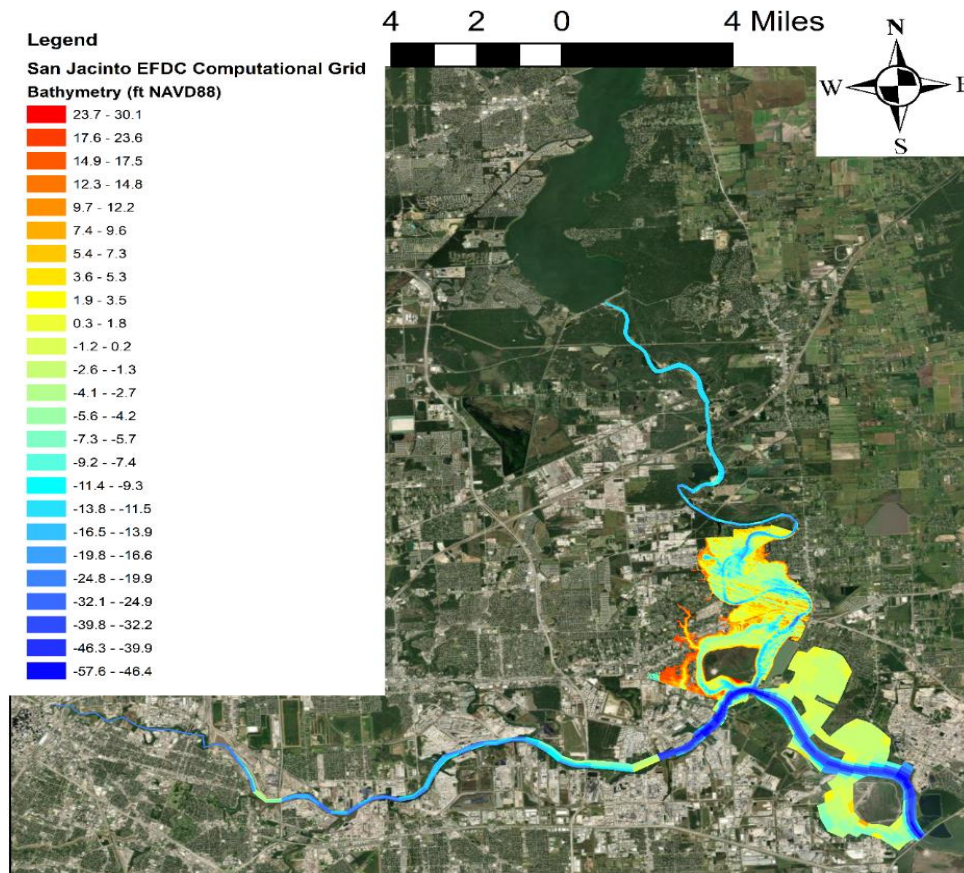 4 2 0 4 Miles
N
W E
S
Legend
San Jacinto EFDC Computational Grid
Bathymetry (ft NAVD88)
23.7 - 30.1
17.6 - 23.6
14.9 - 17.5
12.3 - 14.8
9.7 - 12.2
7.4 - 9.6
5.4 - 7.3
3.6 - 5.3
1.9 - 3.5
0.3 - 1.8
-1.2 - 0.2
-2.6 - -1.3
-4.1 - -2.7
-5.6 - -4.2
-7.3 - -5.7
-9.2 - -7.4
-11.4 - -9.3
-13.8 - -11.5
-16.5 - -13.9
-19.8 - -16.6
-24.8 - -19.9
-32.1 - -24.9
-39.8 - -32.2
-46.3 - -39.9
-57.6 - -46.4